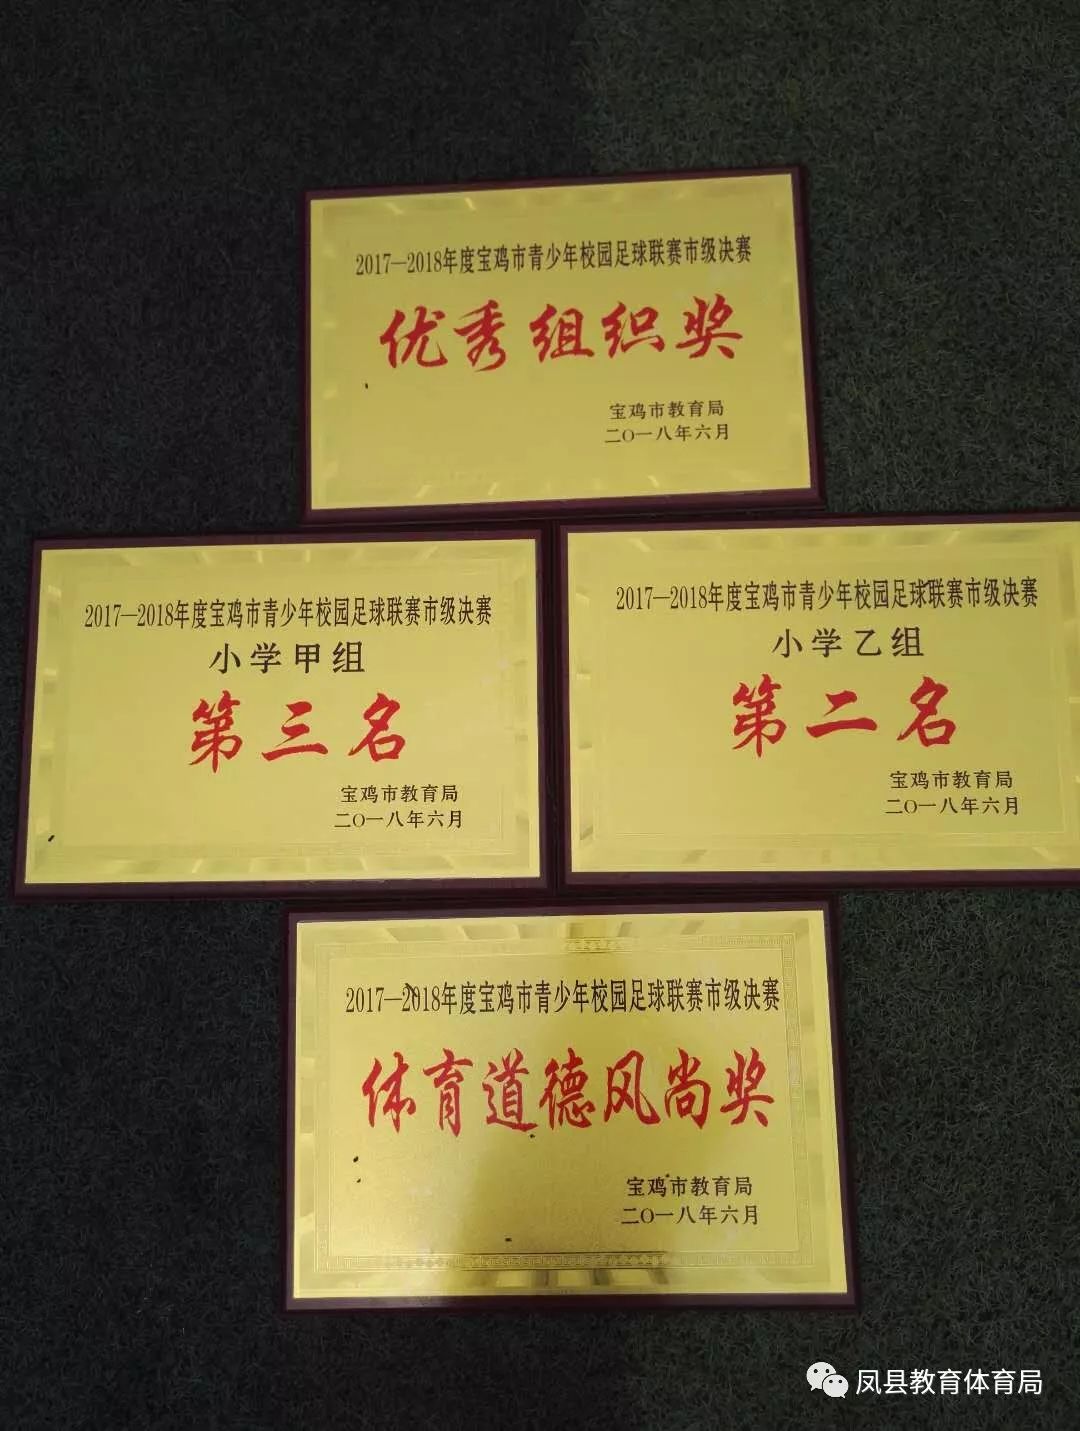 2017—2018年度宝鸡市青少年校园足球联赛市级决赛
优秀组织奖
宝鸡市教育局
二〇一八年六月
2017—2018年度宝鸡市青少年校园足球联赛市级决赛
小学甲组
第三名
宝鸡市教育局
二〇一八年六月
2017—2018年度宝鸡市青少年校园足球联赛市级决赛
小学乙组
第二名
宝鸡市教育局
二〇一八年六月
2017—2018年度宝鸡市青少年校园足球联赛市级决赛
体育道德风尚奖
宝鸡市教育局
二〇一八年六月
凤县教育体育局